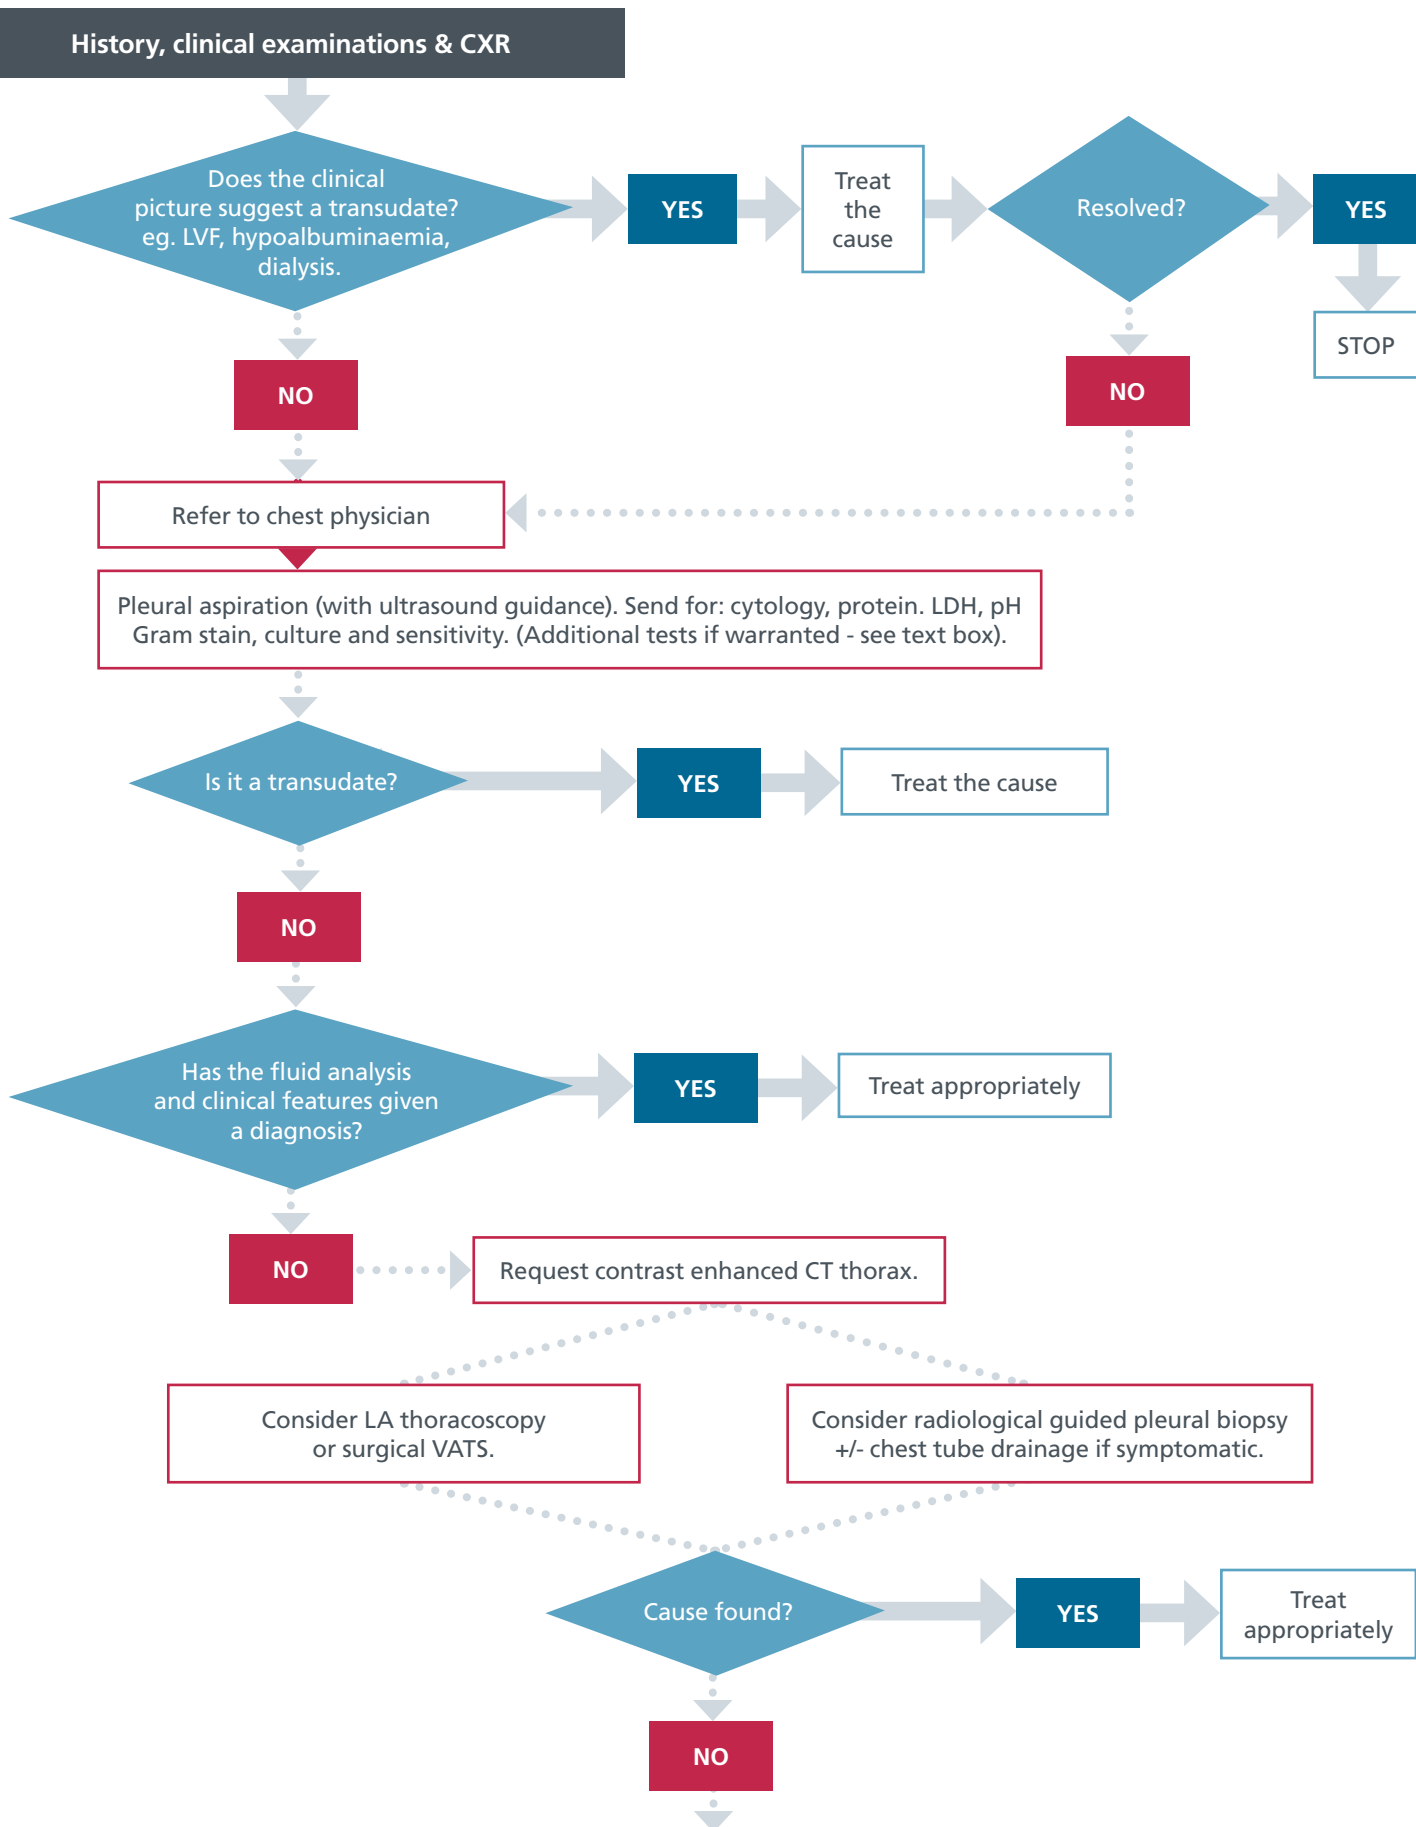 History, clinical examinations & CXR
Does the clinical
picture suggest a transudate?
eg. LVF, hypoalbuminaemia,
dialysis.
YES
Treat
the
cause
Resolved?
YES
STOP
NO
NO
Refer to chest physician
Pleural aspiration (with ultrasound guidance). Send for: cytology, protein. LDH, pH
Gram stain, culture and sensitivity. (Additional tests if warranted - see text box).
Is it a transudate?
YES
Treat the cause
NO
Has the fluid analysis
and clinical features given
a diagnosis?
YES
Treat appropriately
NO
Request contrast enhanced CT thorax.
Consider LA thoracoscopy
or surgical VATS.
Consider radiological guided pleural biopsy
+/- chest tube drainage if symptomatic.
Cause found?
YES
Treat
appropriately
NO